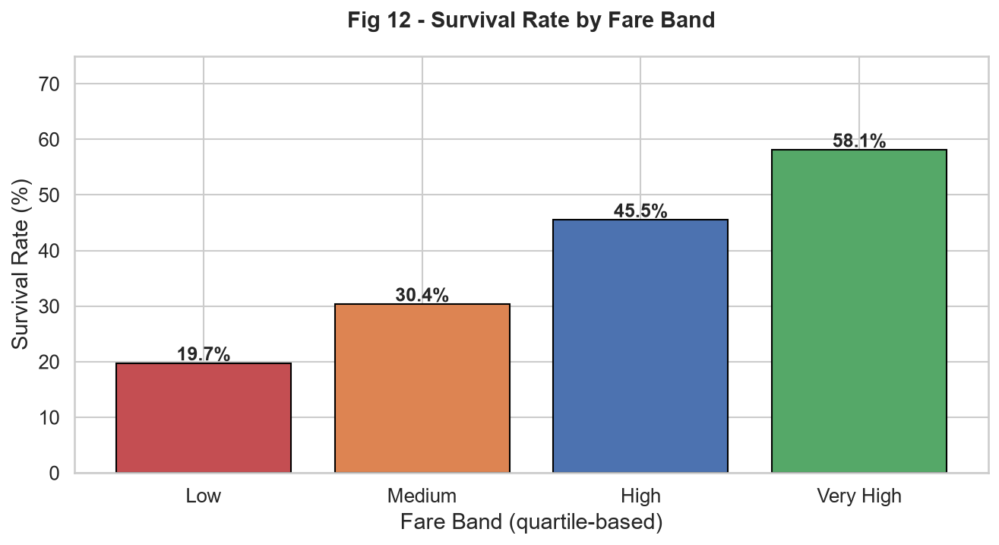 Fig 12 - Survival Rate by Fare Band
70
60
50
40
30
20
10
0
Survival Rate (%)
19.7%
30.4%
45.5%
58.1%
Low
Medium
High
Very High
Fare Band (quartile-based)